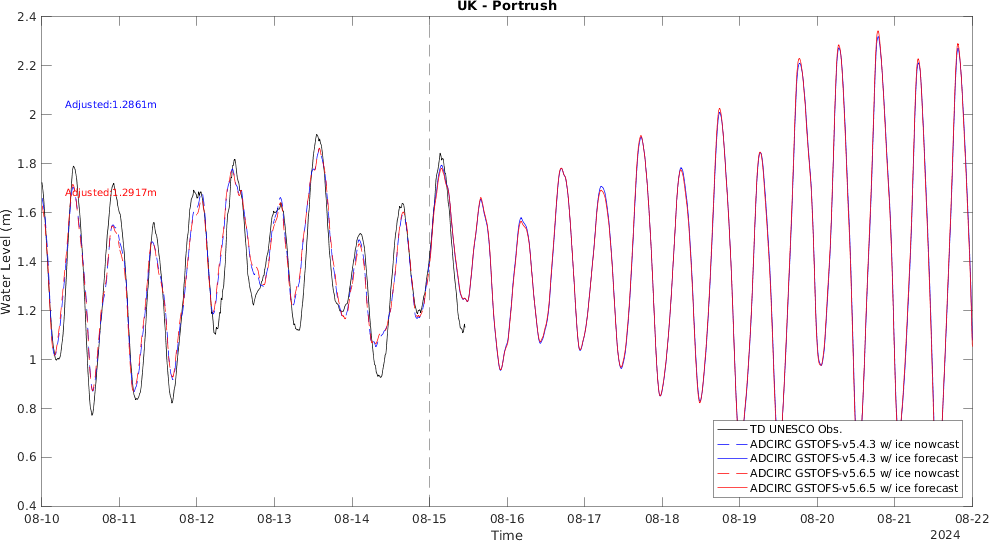 UK - Portrush
2.4
2.2
2
1.8
1.6
1.4
1.2
1
0.8
0.6
0.4
Water Level (m)
Adjusted:1.2861m
Adjusted:1.2917m
TD UNESCO Obs.
ADCIRC GSTOFS-v5.4.3 w/ ice nowcast
ADCIRC GSTOFS-v5.4.3 w/ ice forecast
ADCIRC GSTOFS-v5.6.5 w/ ice nowcast
ADCIRC GSTOFS-v5.6.5 w/ ice forecast
08-10 08-11 08-12 08-13 08-14 08-15 08-16 08-17 08-18 08-19 08-20 08-21 08-22
Time
2024